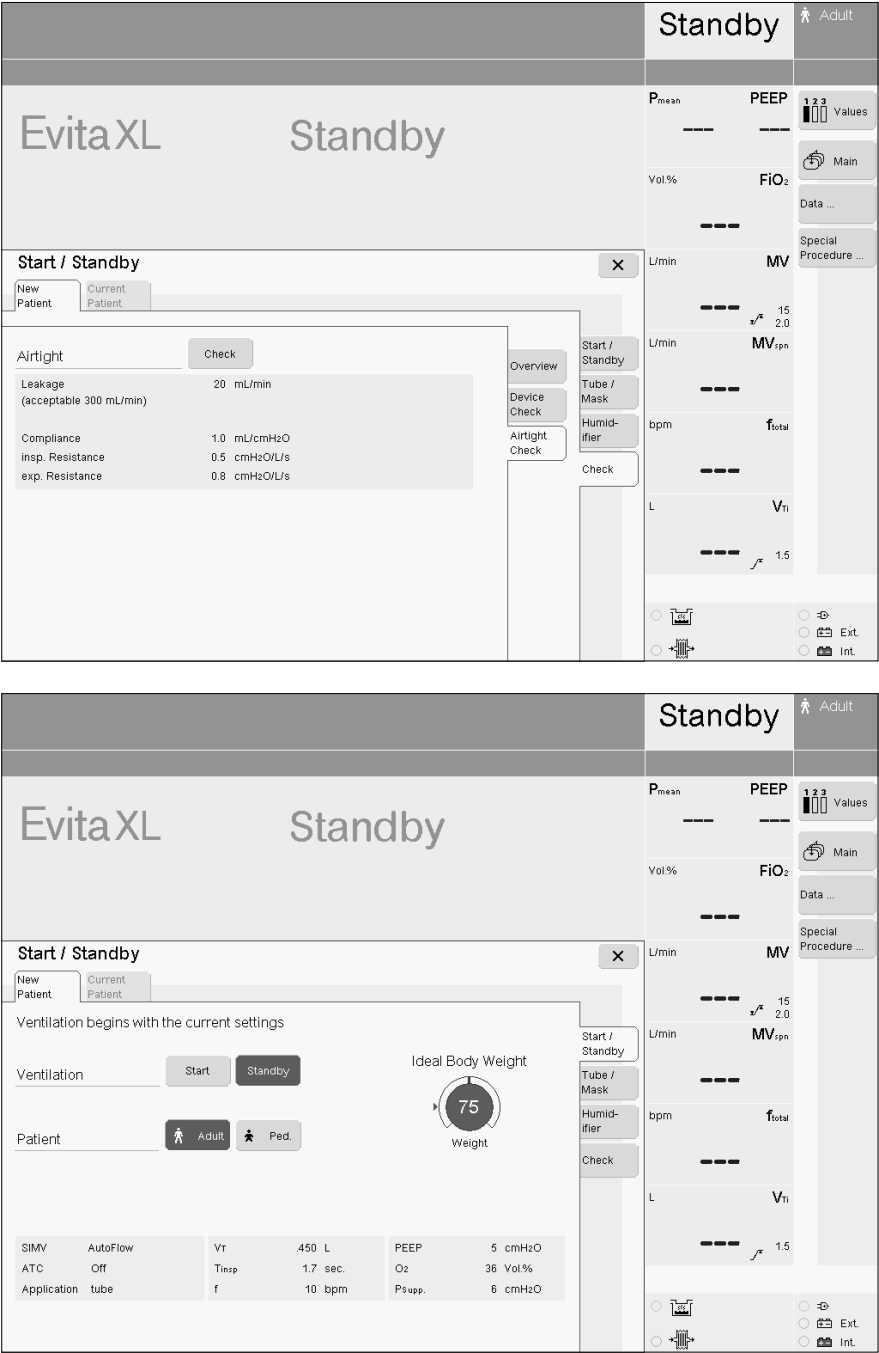 Standby
Adult
Evita XL Standby
Pmean PEEP
--- ---
1 2 3
Values
Main
Vol.% FiO2
---
Data ...
Special
Procedure ...
Start / Standby
×
New
Patient
Current
Patient
L/min MV
---
15
2.0
Airtight
Check
Leakage 20 mL/min
(acceptable 300 mL/min)
Compliance 1.0 mL/cmH2O
insp. Resistance 0.5 cmH2O/L/s
exp. Resistance 0.8 cmH2O/L/s
Overview
Device
Check
Airtight
Check
Start /
Standby
Tube /
Mask
Humid-
ifier
Check
L/min MVspn
---
bpm ftotal
---
L VTi
---
1.5
Ext.
Int.
Standby
Adult
Evita XL Standby
Pmean PEEP
--- ---
1 2 3
Values
Main
Vol.% FiO2
---
Data ...
Special
Procedure ...
Start / Standby
×
New
Patient
Current
Patient
L/min MV
---
15
2.0
Ventilation begins with the current settings
Ventilation
Start
Standby
Patient
Adult
Ped.
Ideal Body Weight
75
Weight
Start /
Standby
Tube /
Mask
Humid-
ifier
Check
L/min MVspn
---
bpm ftotal
---
L VTi
---
1.5
SIMV AutoFlow VT .450 L PEEP 5 cmH2O
ATC Off Tinsp 1.7 sec. O2 36 Vol.%
Application tube f 10 bpm Psupp. 6 cmH2O
Ext.
Int.